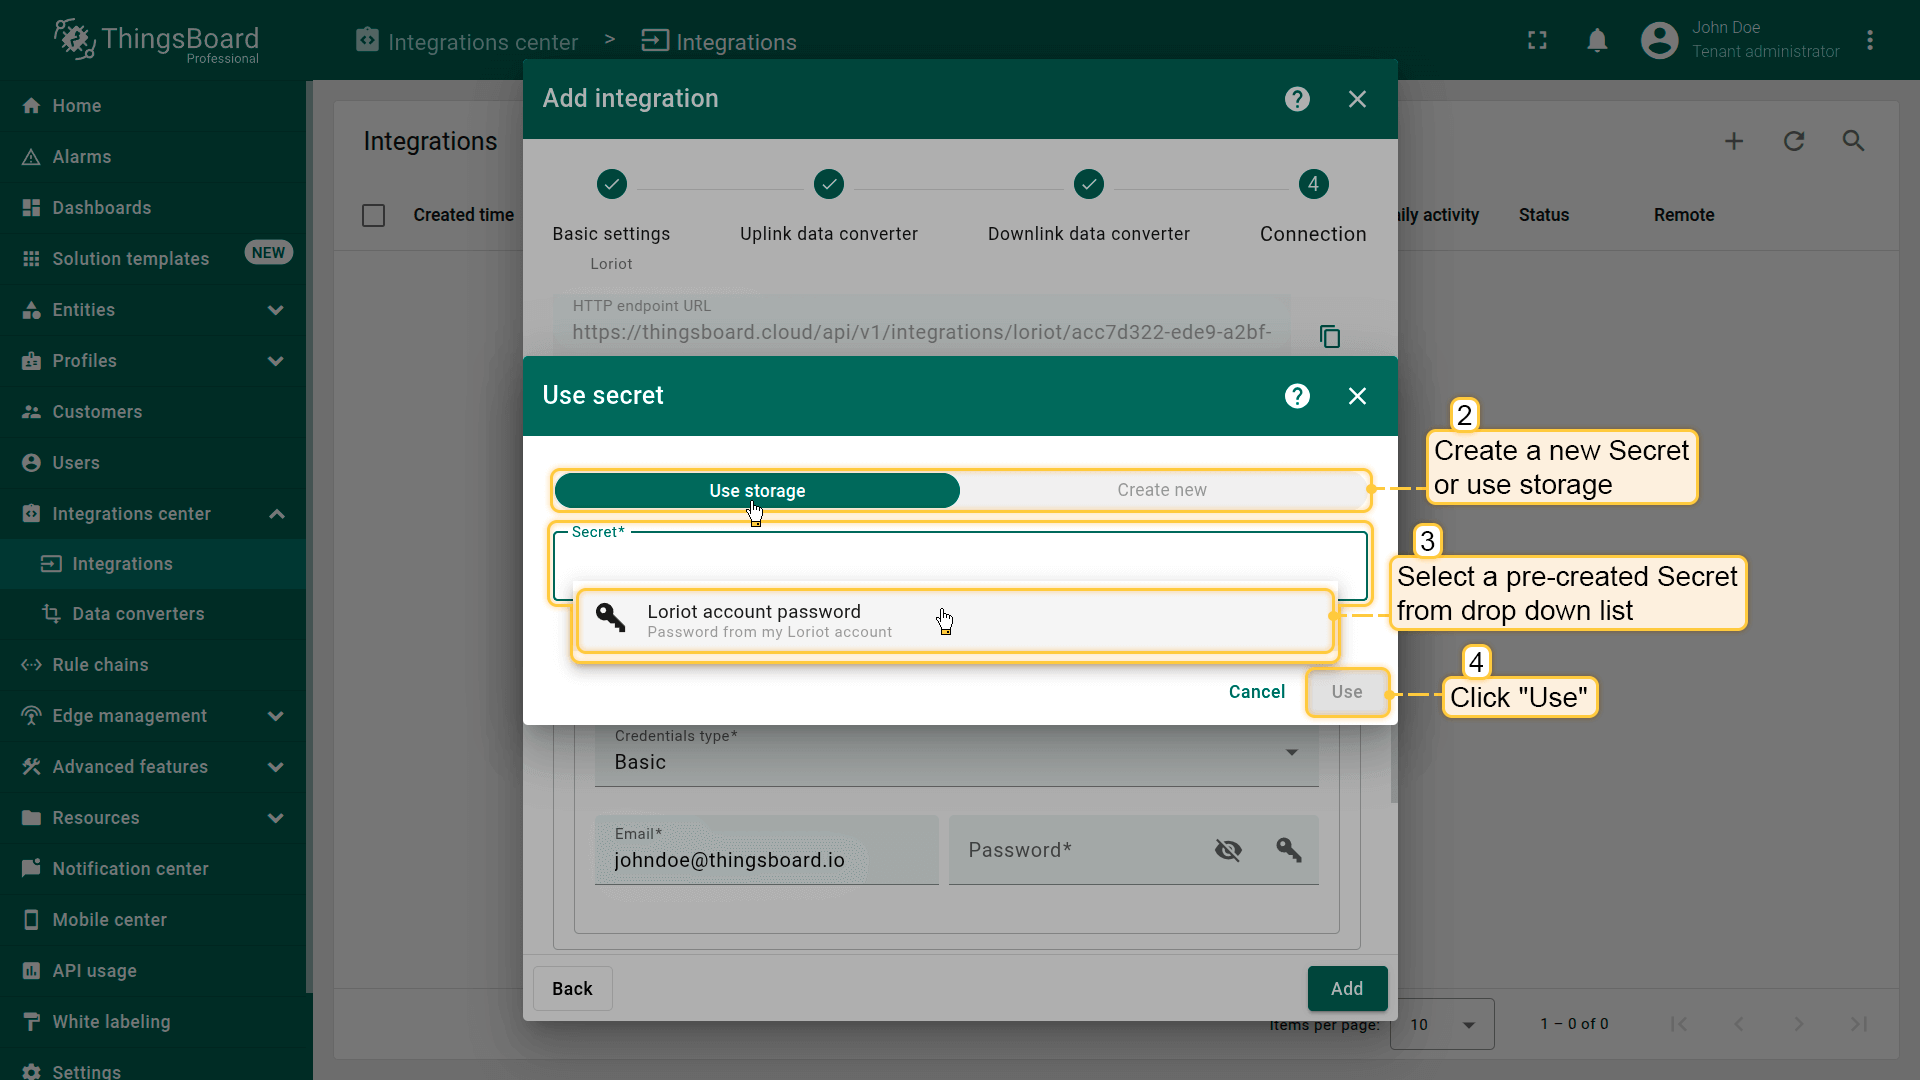 ThingsBoard
Professional
Integrations center > Integrations
John Doe
Tenant administrator
Home
Alarms
Dashboards
Solution templates
NEW
Entities
Profiles
Customers
Users
Integrations center
Integrations
Data converters
Rule chains
Edge management
Advanced features
Resources
Notification center
Mobile center
API usage
White labeling
Settings
Integrations
Created time
ily activity
Status
Remote
Add integration
4
Basic settings
Loriot
Uplink data converter
Downlink data converter
Connection
HTTP endpoint URL
https://thingsboard.cloud/api/v1/integrations/loriot/acc7d322-ede9-a2bf-
Use secret
Use storage
Create new
Secret*
Loriot account password
Password from my Loriot account
Cancel
Use
2
Create a new Secret
or use storage
3
Select a pre-created Secret
from drop down list
4
Click "Use"
Credentials type*
Basic
Email*
johndoe@thingsboard.io
Password*
Back
Add
Items per page:
10
1 – 0 of 0